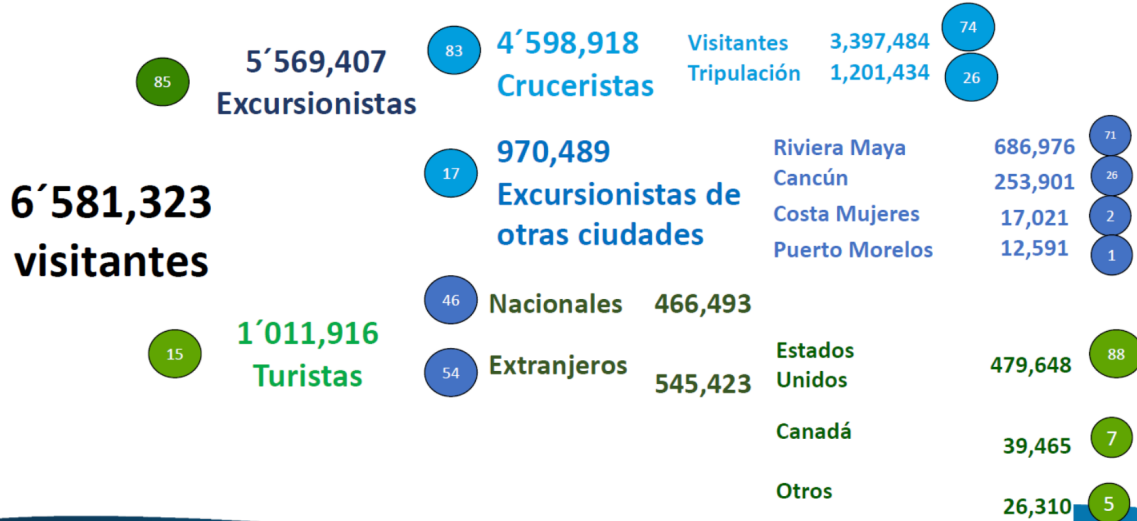 6´581,323
visitantes
85
5´569,407
Excursionistas
83
4´598,918
Cruceristas
Visitantes 3,397,484 74
Tripulación 1,201,434 26
17
970,489
Excursionistas de
otras ciudades
Riviera Maya 686,976 71
Cancún 253,901 26
Costa Mujeres 17,021 2
Puerto Morelos 12,591 1
15
1´011,916
Turistas
46 Nacionales 466,493
54 Extranjeros 545,423
Estados
Unidos 479,648 88
Canadá 39,465 7
Otros 26,310 5